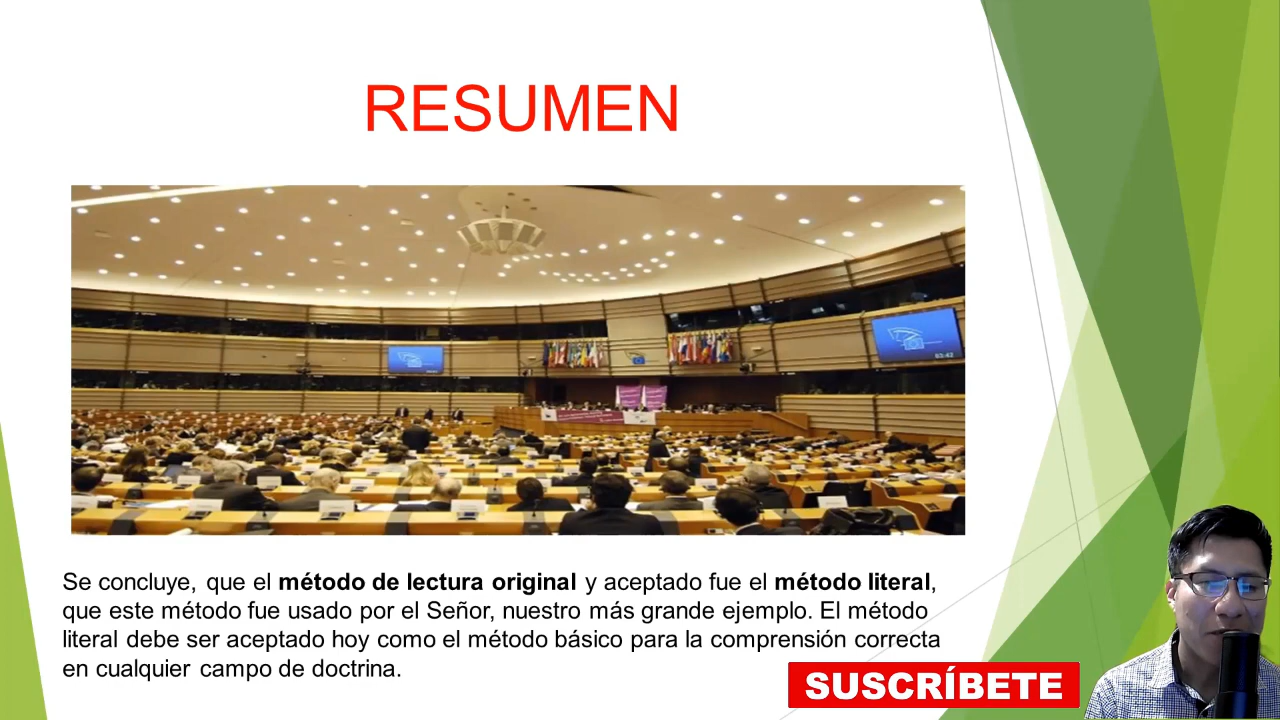 RESUMEN
Se concluye, que el método de lectura original y aceptado fue el método literal,
que este método fue usado por el Señor, nuestro más grande ejemplo. El método
literal debe ser aceptado hoy como el método básico para la comprensión correcta
en cualquier campo de doctrina.
SUSCRÍBETE